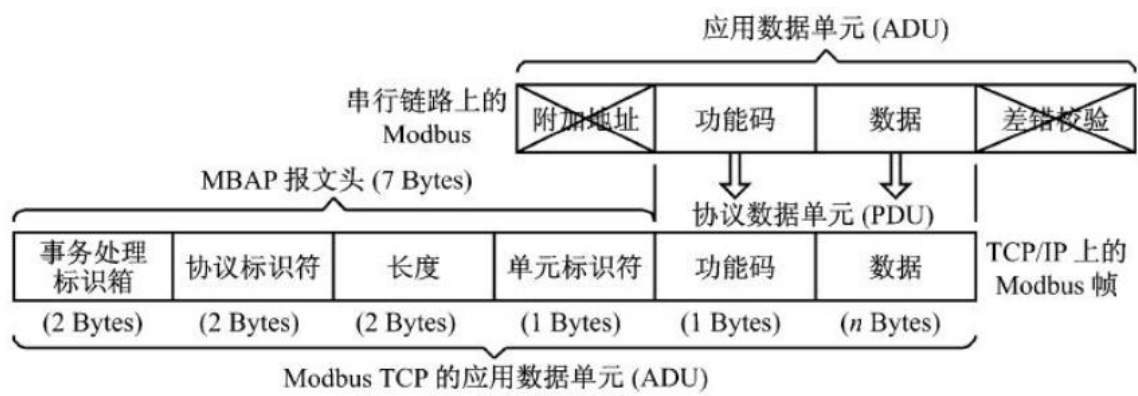 应用数据单元 (ADU)
串行链路上的
Modbus
附加地址
功能码
数据
差错校验
MBAP 报文头 (7 Bytes)
协议数据单元 (PDU)
事务处理
标识箱
协议标识符
长度
单元标识符
功能码
数据
TCP/IP 上的
Modbus 帧
(2 Bytes)
(2 Bytes)
(2 Bytes)
(1 Bytes)
(1 Bytes)
(n Bytes)
Modbus TCP 的应用数据单元 (ADU)